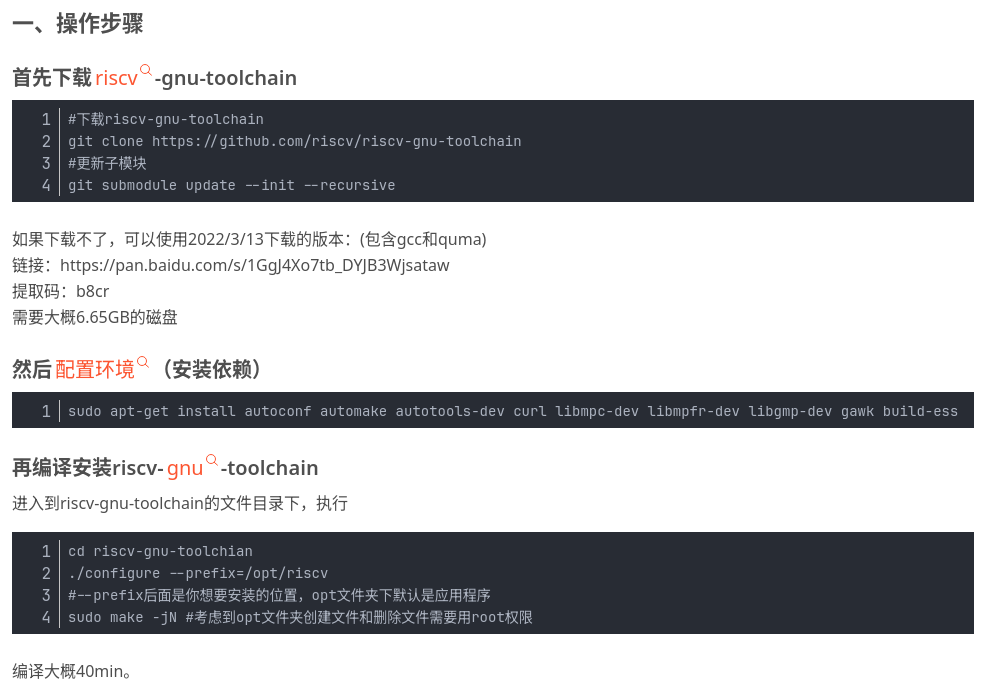 一、操作步骤
首先下载riscv-gnu-toolchain
1 #下载riscv-gnu-toolchain
2 git clone https://github.com/riscv/riscv-gnu-toolchain
3 #更新子模块
4 git submodule update --init --recursive
如果下载不了，可以使用2022/3/13下载的版本：(包含gcc和quma)
链接：https://pan.baidu.com/s/1GgJ4Xo7tb_DYJB3Wjsataw
提取码：b8cr
需要大概6.65GB的磁盘
然后配置环境（安装依赖）
1 sudo apt-get install autoconf automake autotools-dev curl libmpc-dev libmpfr-dev libgmp-dev gawk build-ess
再编译安装riscv-gnu-toolchain
进入到riscv-gnu-toolchain的文件目录下，执行
1 cd riscv-gnu-toolchian
2 ./configure --prefix=/opt/riscv
3 #--prefix后面是你想要安装的位置，opt文件夹下默认是应用程序
4 sudo make -jN #考虑到opt文件夹创建文件和删除文件需要用root权限
编译大概40min。